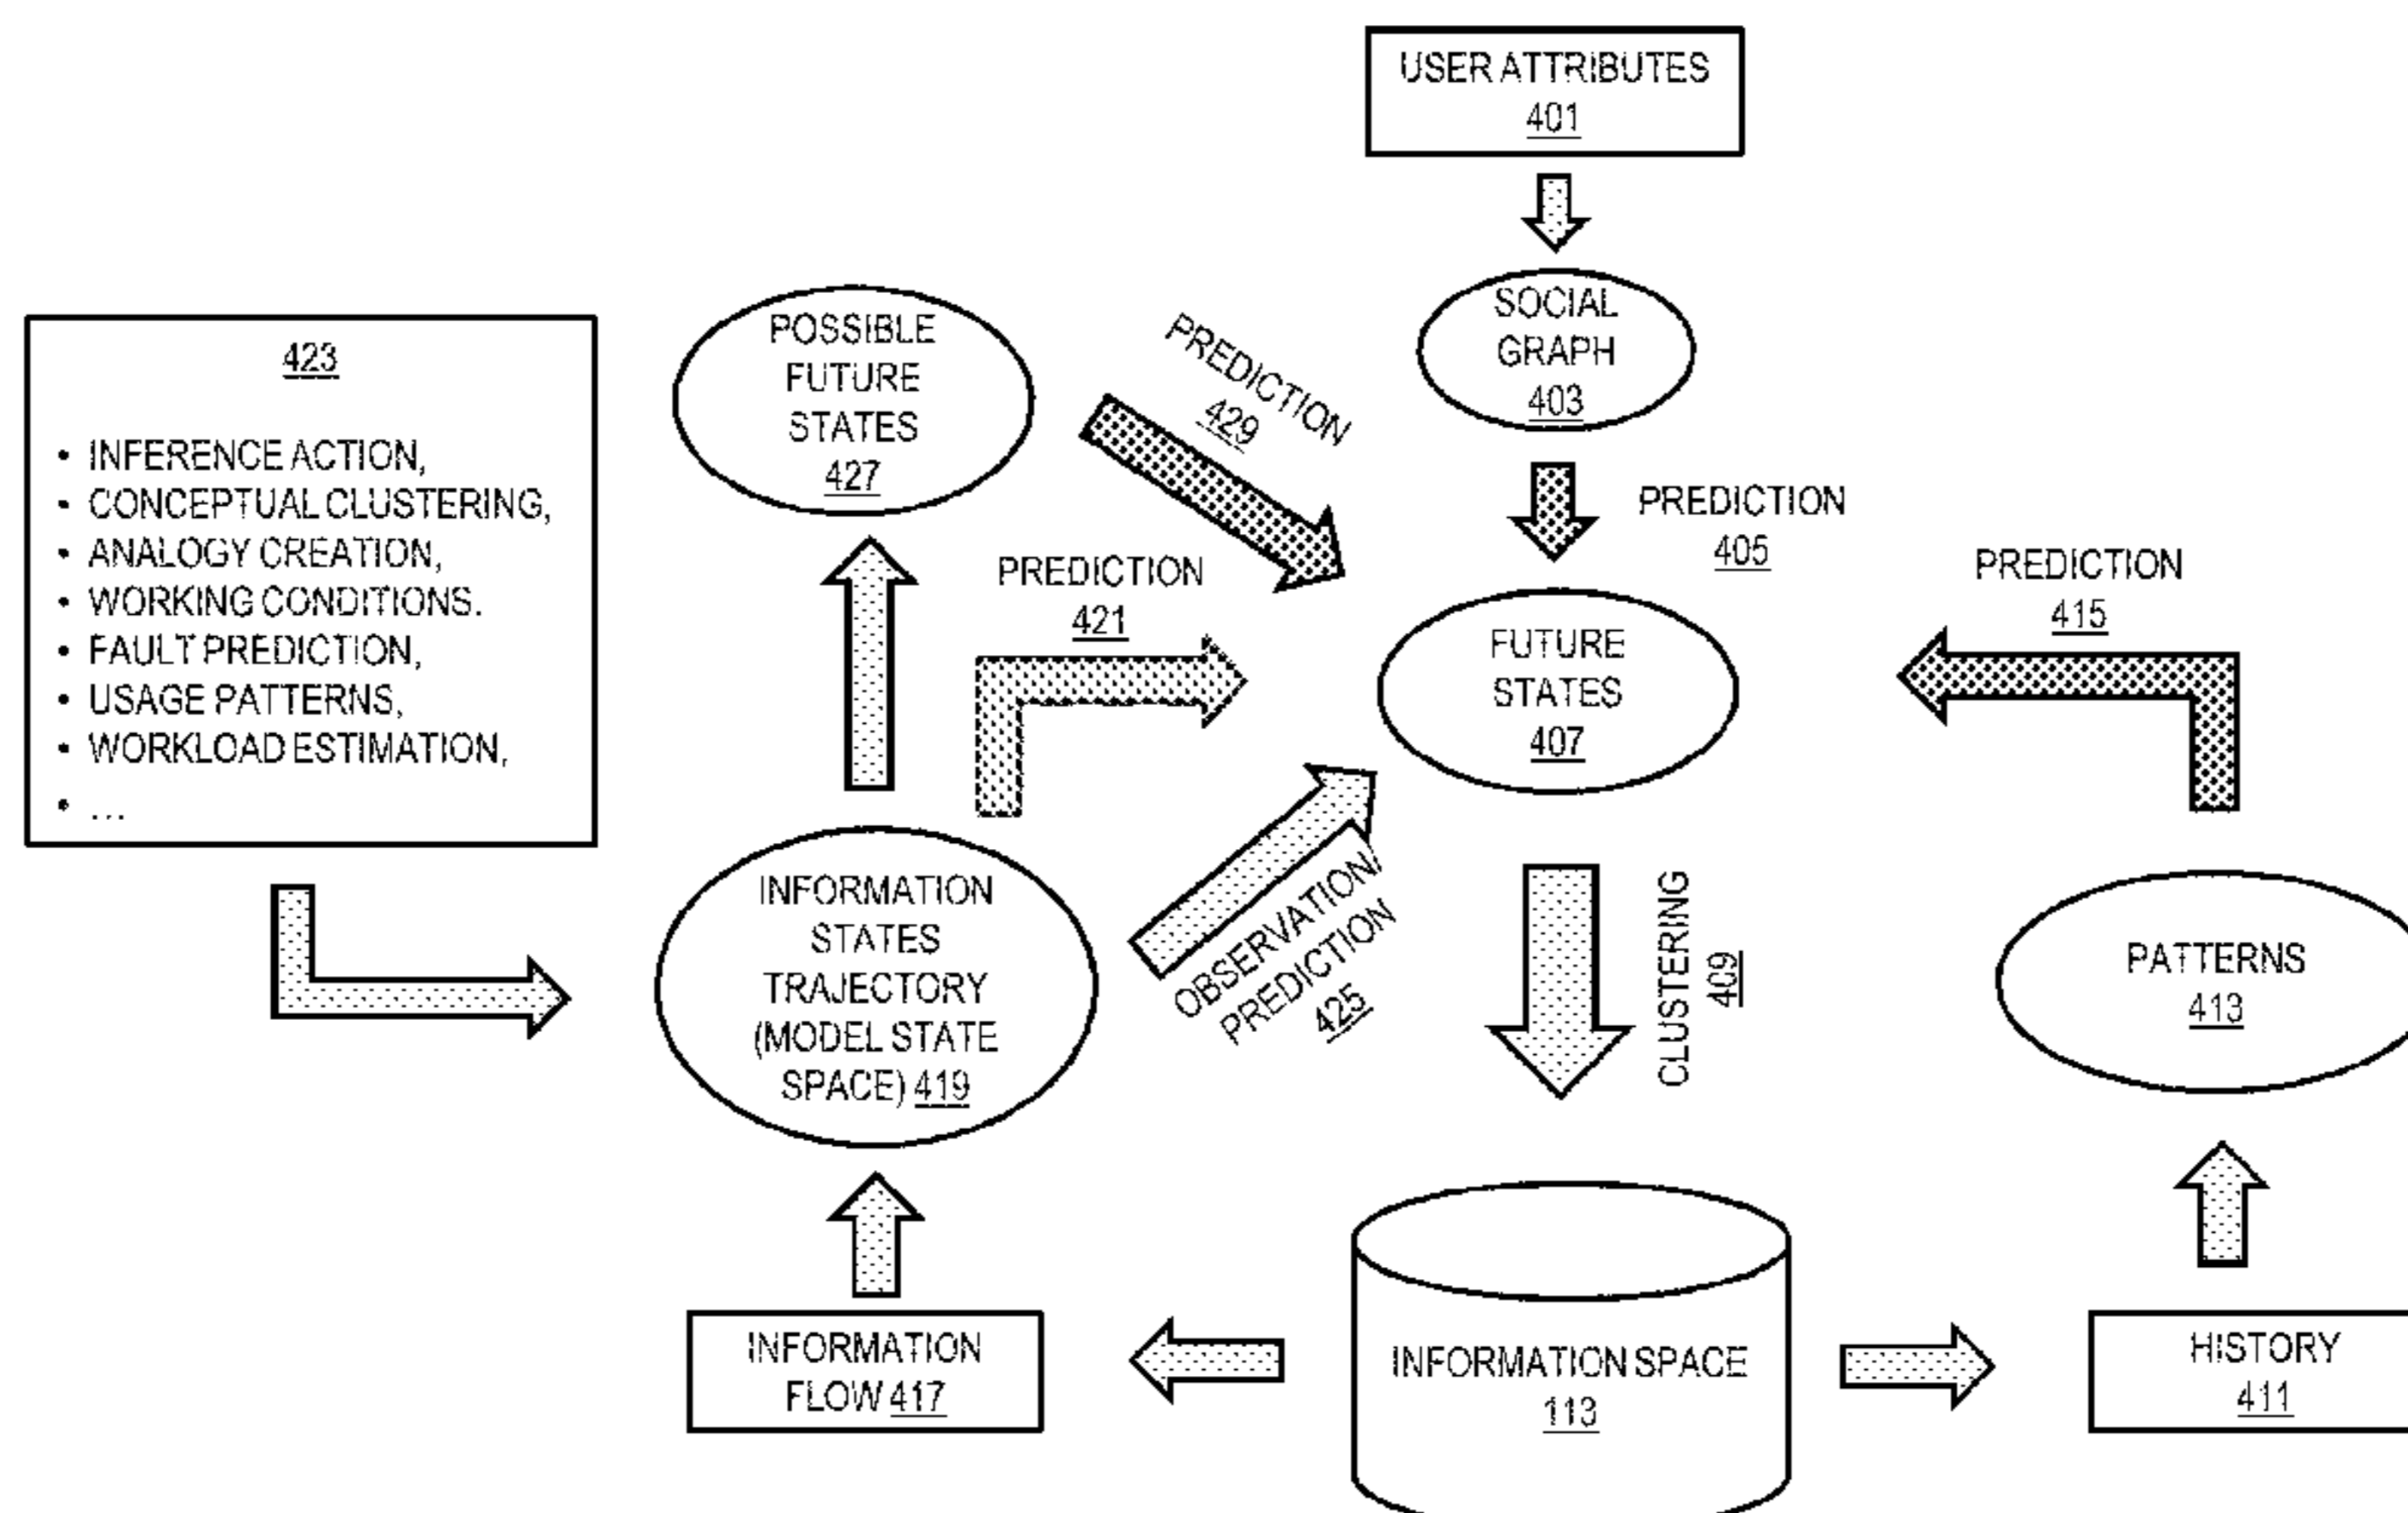 USER ATTRIBUTES
401
SOCIAL
GRAPH
403
POSSIBLE
FUTURE
STATES
427
PREDICTION
429
423
• INFERENCE ACTION,
• CONCEPTUAL CLUSTERING,
• ANALOGY CREATION,
• WORKING CONDITIONS.
• FAULT PREDICTION,
• USAGE PATTERNS,
• WORKLOAD ESTIMATION,
• ...
PREDICTION
405
PREDICTION
421
PREDICTION
415
FUTURE
STATES
407
INFORMATION
STATES
TRAJECTORY
(MODEL STATE
SPACE) 419
OBSERVATION/
PREDICTION
425
CLUSTERING
409
PATTERNS
413
INFORMATION
FLOW 417
INFORMATION SPACE
113
HISTORY
411